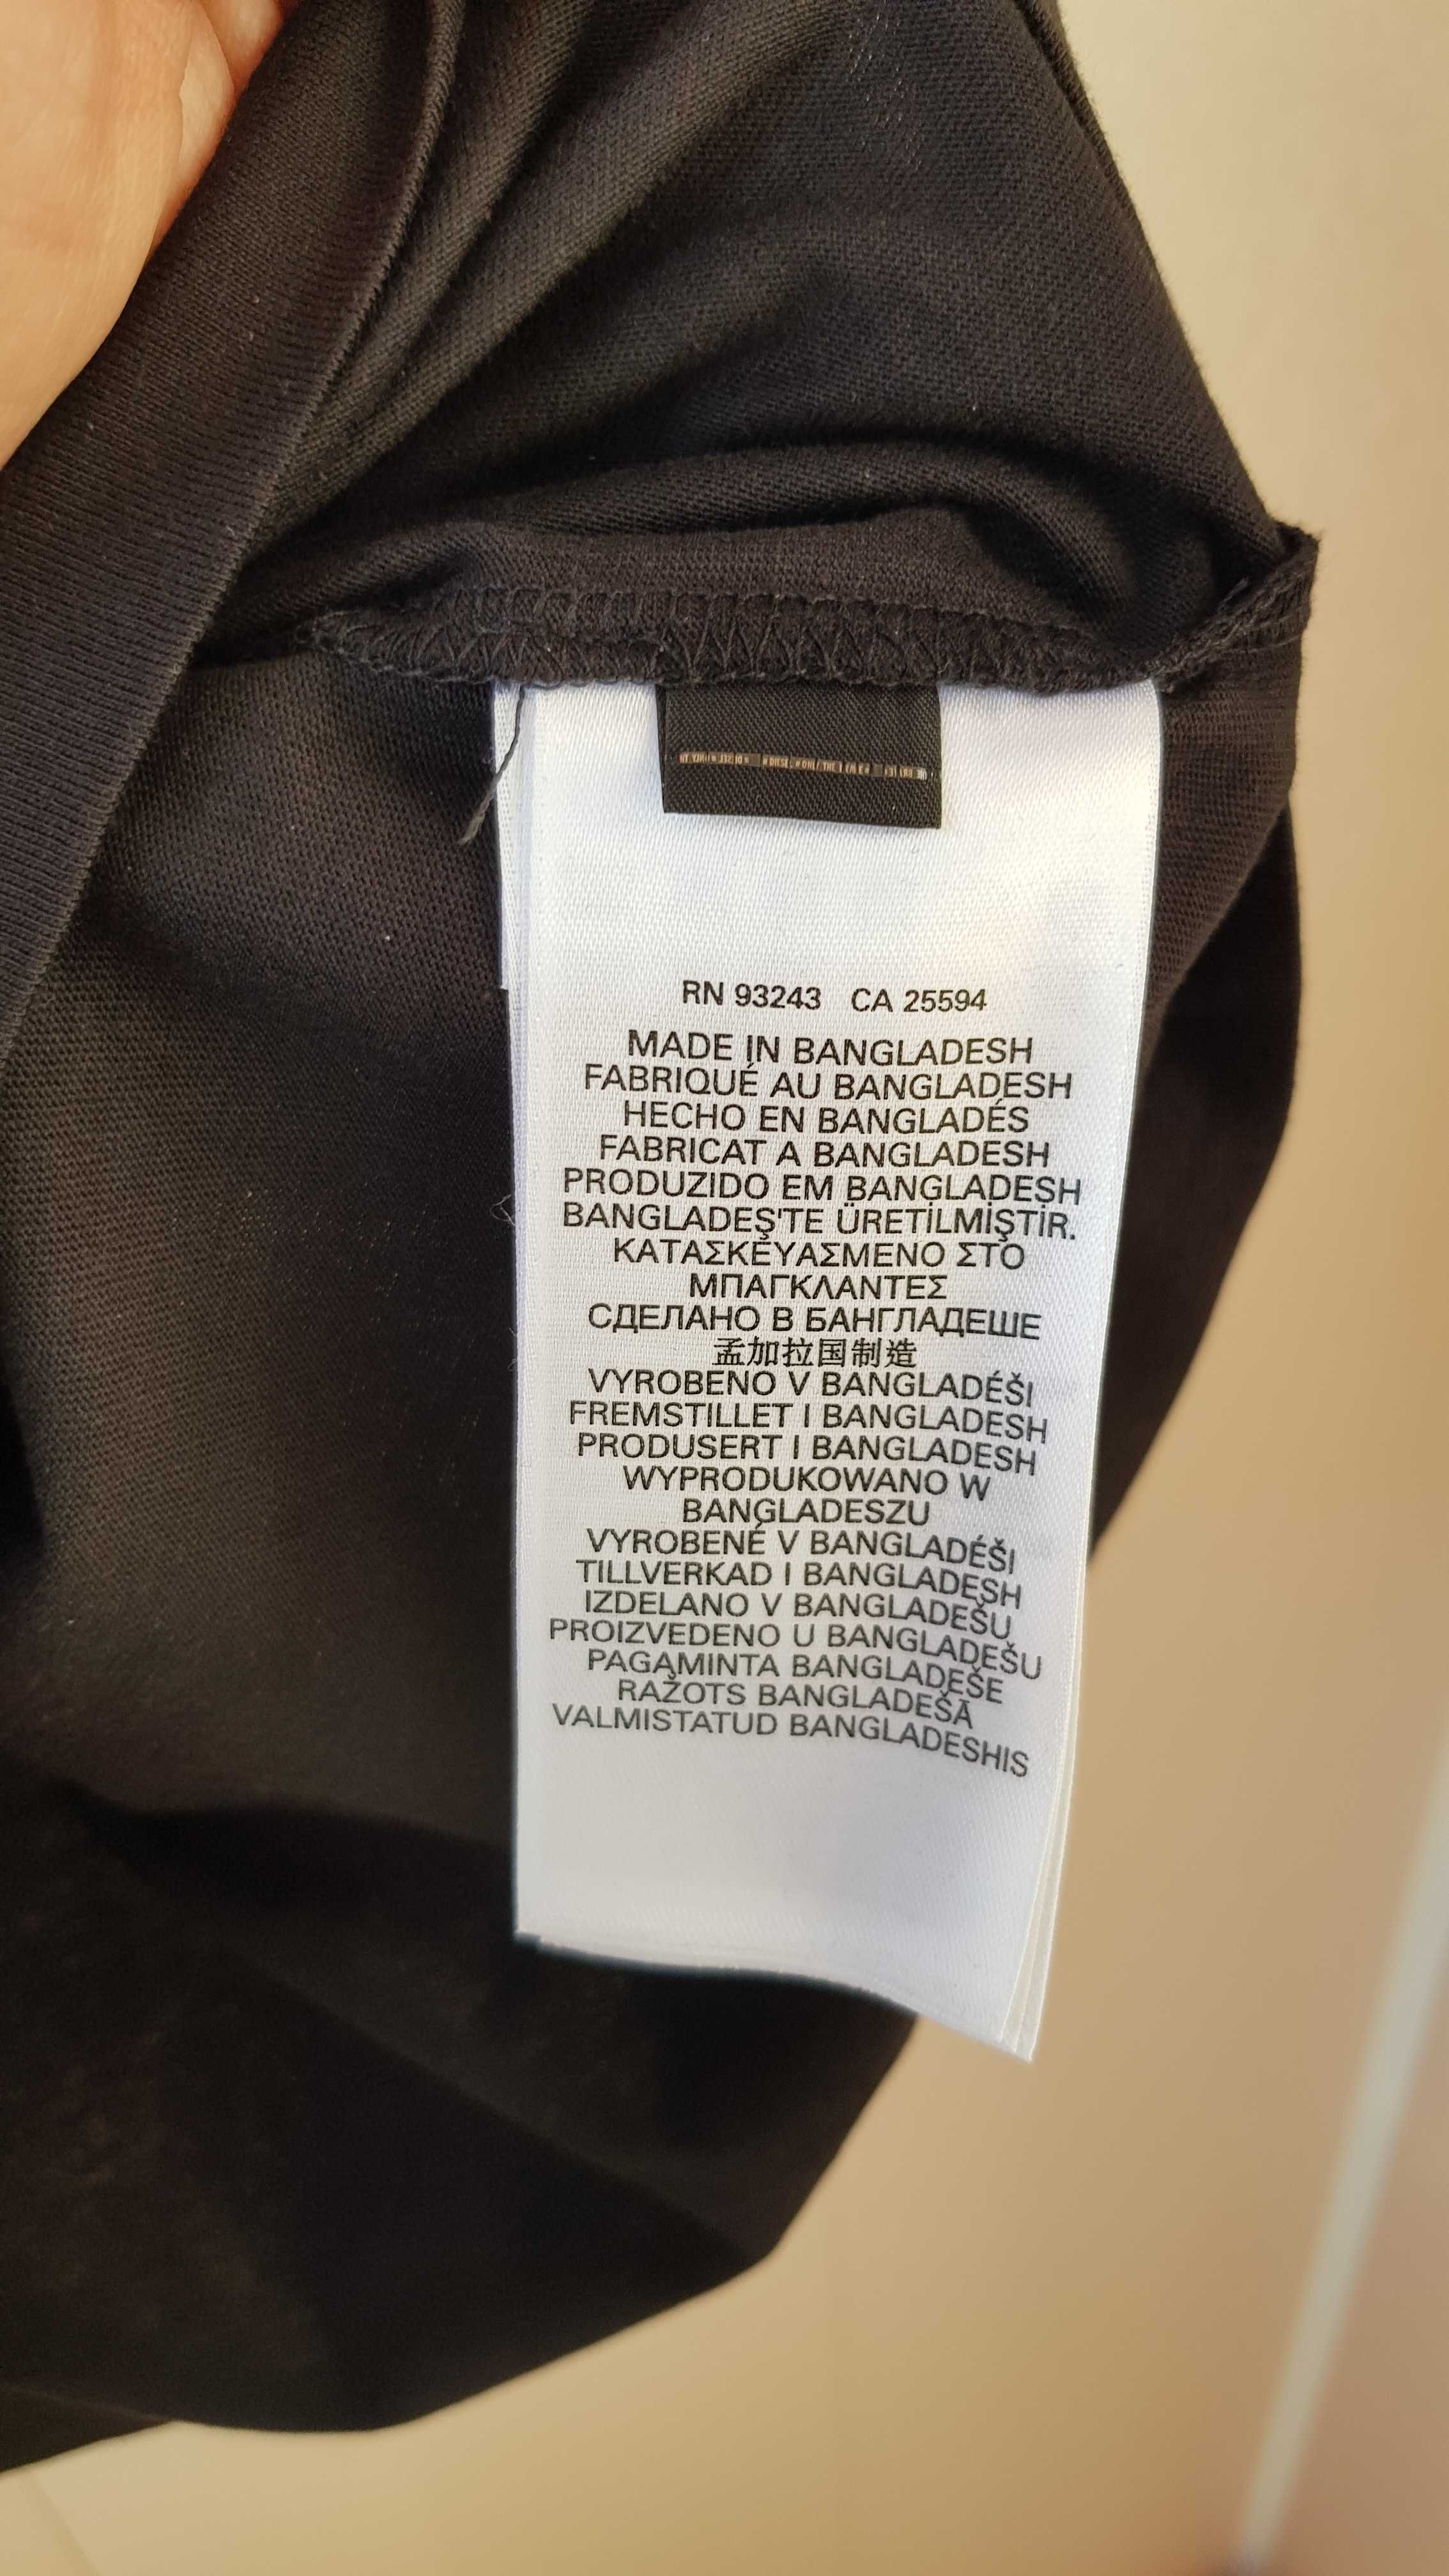 RN 93243 CA 25594
MADE IN BANGLADESH
FABRIQUÉ AU BANGLADESH
HECHO EN BANGLADÉS
FABRICAT A BANGLADESH
PRODUZIDO EM BANGLADESH
BANGLADEŞ'TE ÜRETİLMİŞTİR.
ΚΑΤΑΣΚΕΥΑΣΜΕΝΟ ΣΤΟ
ΜΠΑΓΚΛΑΝΤΕΣ
СДЕЛАНО В БАНГЛАДЕШЕ
孟加拉国制造
VYROBENO V BANGLADÉŠI
FREMSTILLET I BANGLADESH
PRODUSERT I BANGLADESH
WYPRODUKOWANO W
BANGLADESZU
VYROBENÉ V BANGLADÉŠI
TILLVERKAD I BANGLADESH
IZDELANO V BANGLADEŠU
PROIZVEDENO U BANGLADEŠU
PAGAMINTA BANGLADEŠE
RAŽOTS BANGLADEŠĀ
VALMISTATUD BANGLADESHIS